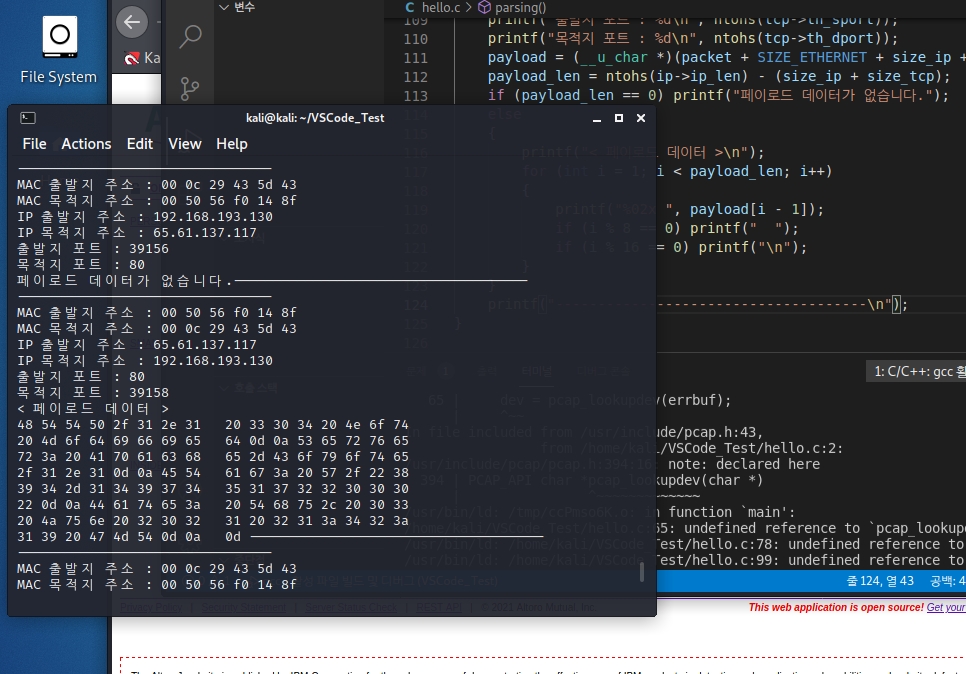 File System
Ka
변수
hello.c > parsing()
109 printf("출발지 포트 : %d\n", ntohs(tcp->th_sport));
110 printf("목적지 포트 : %d\n", ntohs(tcp->th_dport));
111 payload = (__u_char *)(packet + SIZE_ETHERNET + size_ip +
112 payload_len = ntohs(ip->ip_len) - (size_ip + size_tcp);
113 if (payload_len == 0) printf("페이로드 데이터가 없습니다.");
데이터 >\n");
for (int i = 1; i < payload_len; i++)
printf("%02x ", payload[i - 1]);
if (i % 8 == 0) printf("  ");
if (i % 16 == 0) printf("\n");
124 printf("------------------------------------------\n");
kali@kali: ~/VSCode_Test
File Actions Edit View Help
MAC 출발지 주소 : 00 0c 29 43 5d 43
MAC 목적지 주소 : 00 50 56 f0 14 8f
IP 출발지 주소 : 192.168.193.130
IP 목적지 주소 : 65.61.137.117
출발지 포트 : 39156
목적지 포트 : 80
페이로드 데이터가 없습니다.
MAC 출발지 주소 : 00 50 56 f0 14 8f
MAC 목적지 주소 : 00 0c 29 43 5d 43
IP 출발지 주소 : 65.61.137.117
IP 목적지 주소 : 192.168.193.130
출발지 포트 : 80
목적지 포트 : 39158
< 페이로드 데이터 >
48 54 54 50 2f 31 2e 31 20 33 30 34 20 4e 6f 74
20 4d 6f 64 69 66 69 65 64 0d 0a 53 65 72 76 65
72 3a 20 41 70 61 63 68 65 2d 43 6f 79 6f 74 65
2f 31 2e 31 0d 0a 45 54 61 67 3a 20 57 2f 22 38
39 34 2d 31 34 39 37 34 35 31 37 32 32 30 30 30
22 0d 0a 44 61 74 65 3a 20 54 68 75 2c 20 30 33
20 4a 75 6e 20 32 30 32 31 20 32 31 3a 34 32 3a
31 39 20 47 4d 54 0d 0a 0d
MAC 출발지 주소 : 00 0c 29 43 5d 43
MAC 목적지 주소 : 00 50 56 f0 14 8f
1: C/C++: gcc 활
65 | dev = pcap_lookupdev(errbuf);
In file included from /usr/include/pcap.h:43,
from /home/kali/VSCode_Test/hello.c:2:
/usr/include/pcap/pcap.h:394:16: note: declared here
394 | PCAP_API char *pcap_lookupdev(char *)
in function `main':
/home/kali/VSCode_Test/hello.c:65: undefined reference to `pcap_lookupde
/home/kali/VSCode_Test/hello.c:78: undefined reference to
/home/kali/VSCode_Test/hello.c:99: undefined reference to
줄 124, 열 43 공백: 4
This web application is open source! Get your